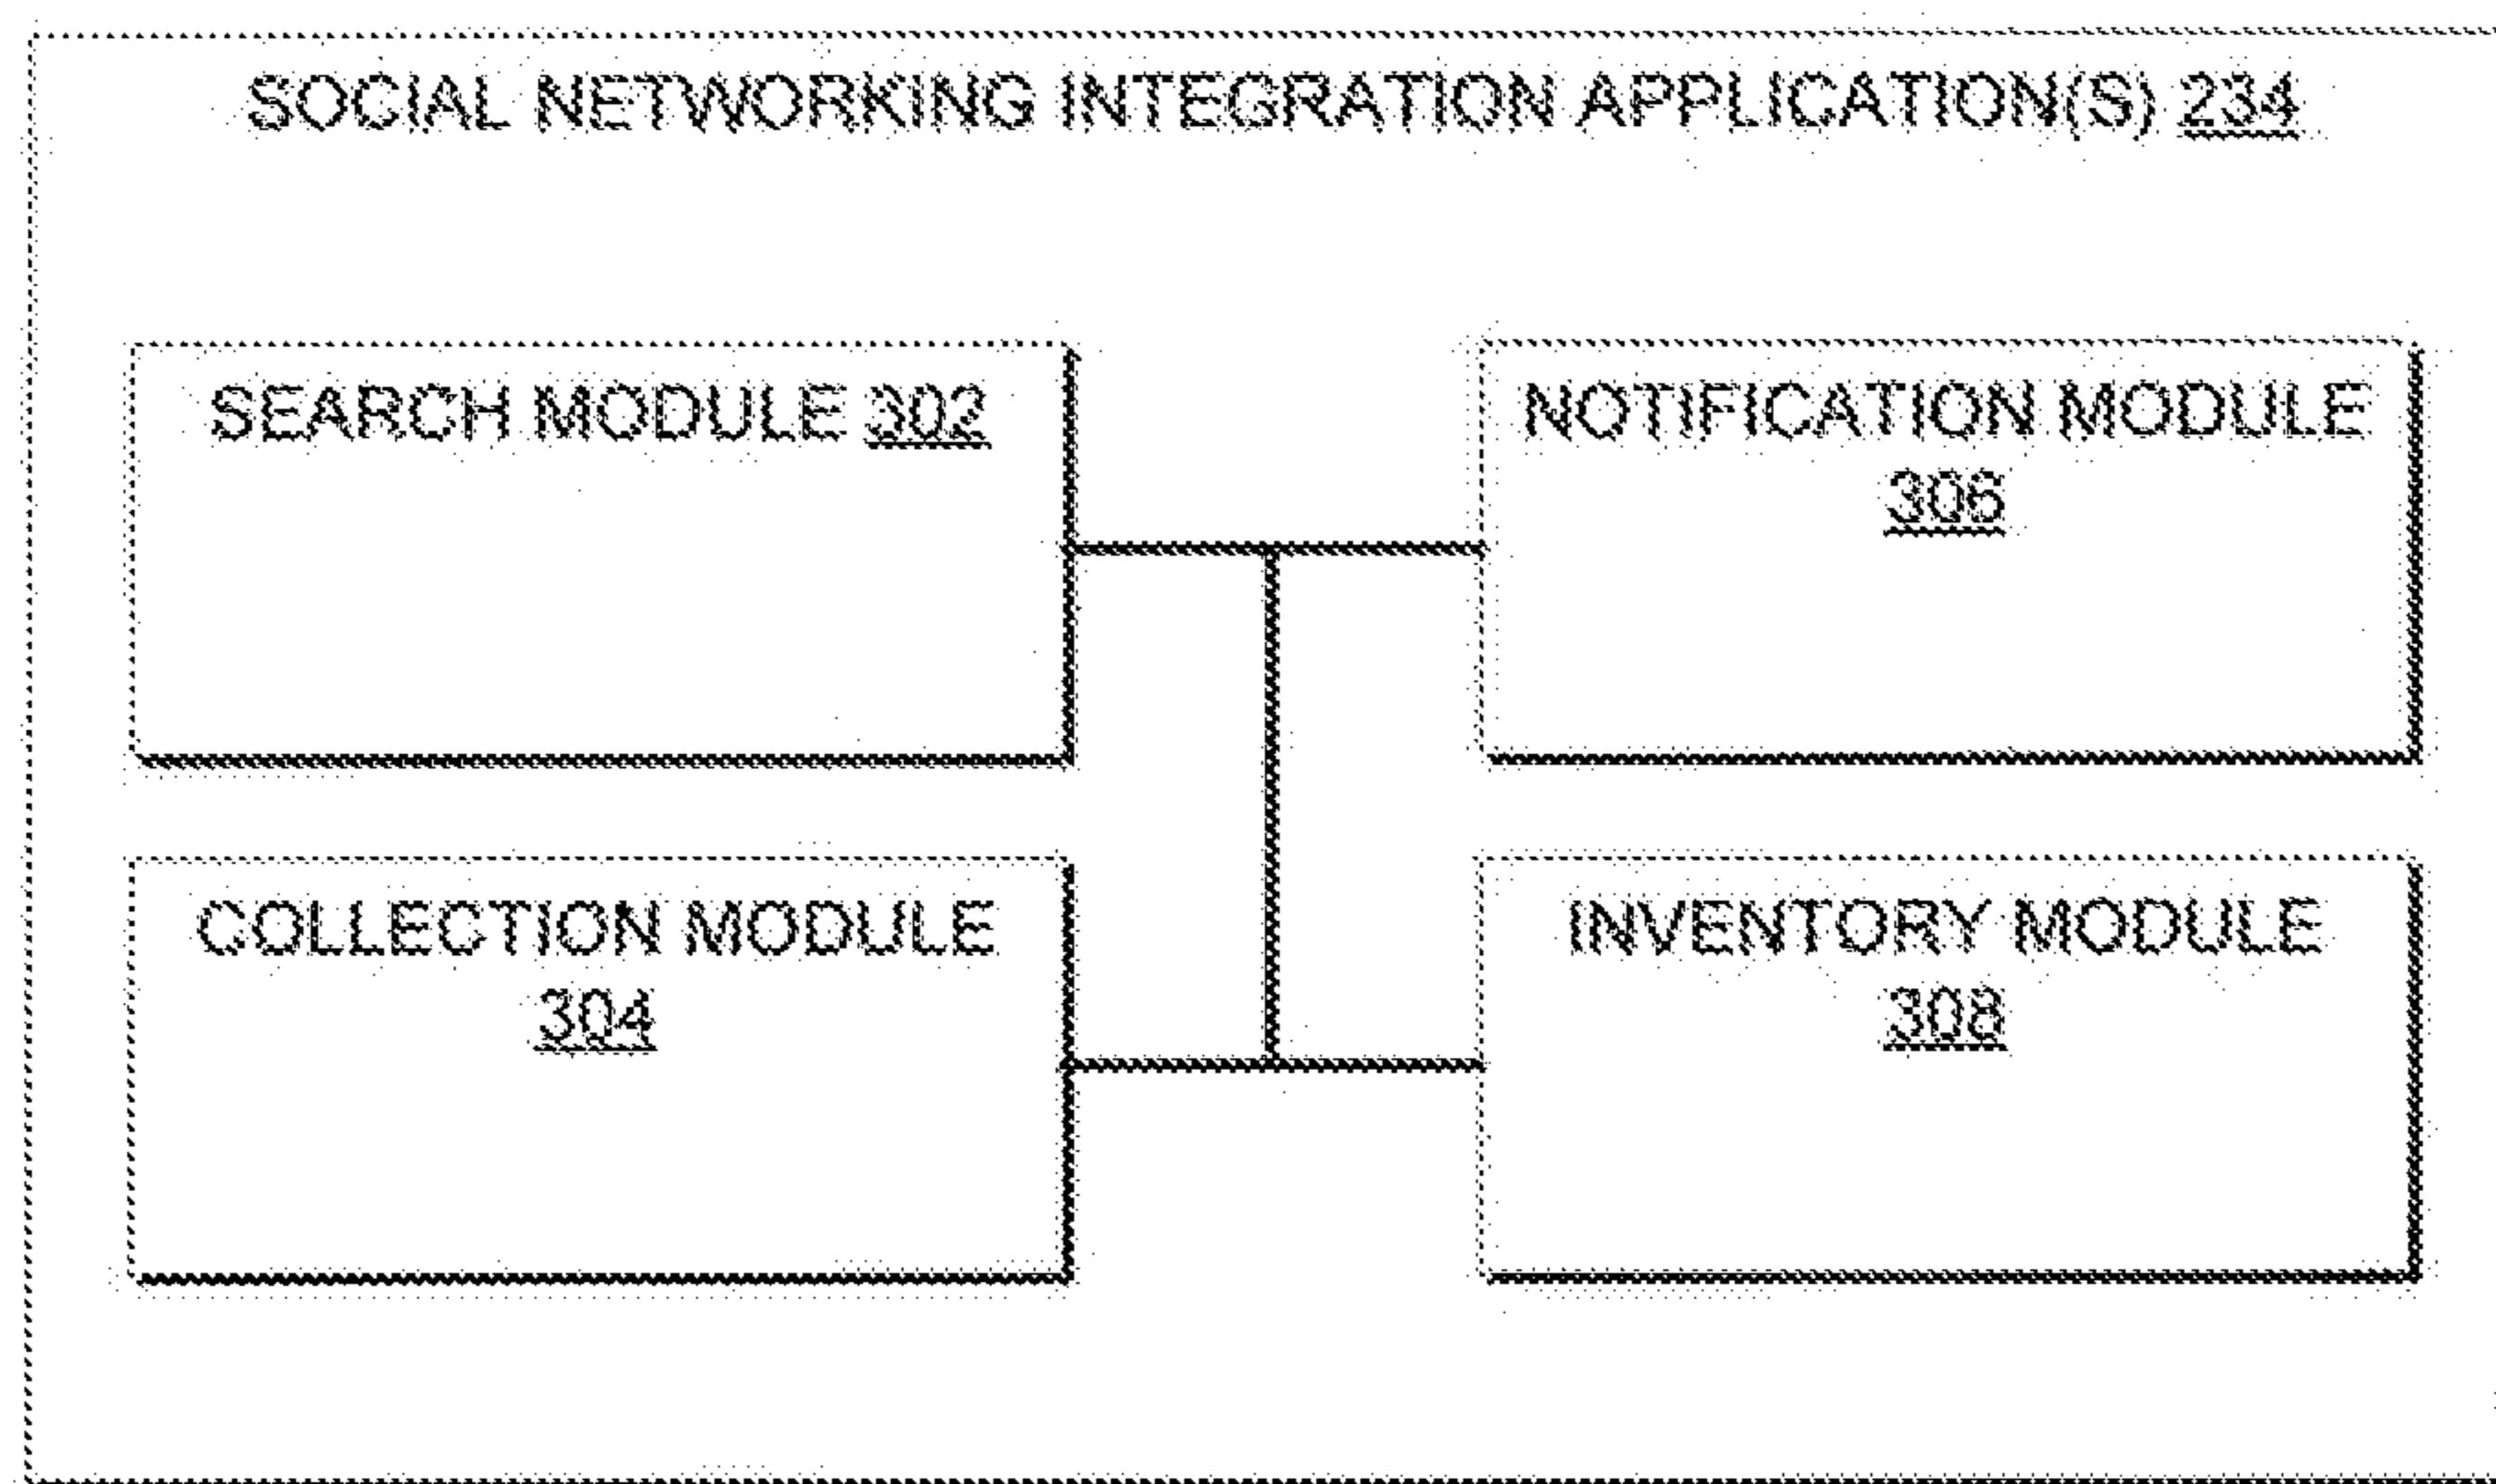 SOCIAL NETWORKING INTEGRATION APPLICATION(S) 234
SEARCH MODULE 302
NOTIFICATION MODULE
306
COLLECTION MODULE
304
INVENTORY MODULE
308